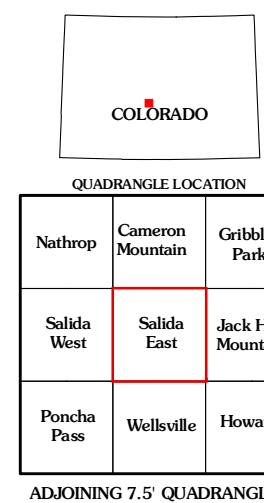 COLORADO
QUADRANGLE LOCATION
Nathrop
Cameron
Mountain
Gribbl
Park
Salida
West
Salida
East
Jack H
Mount
Poncha
Pass
Wellsville
Howa
ADJOINING 7.5' QUADRANGL